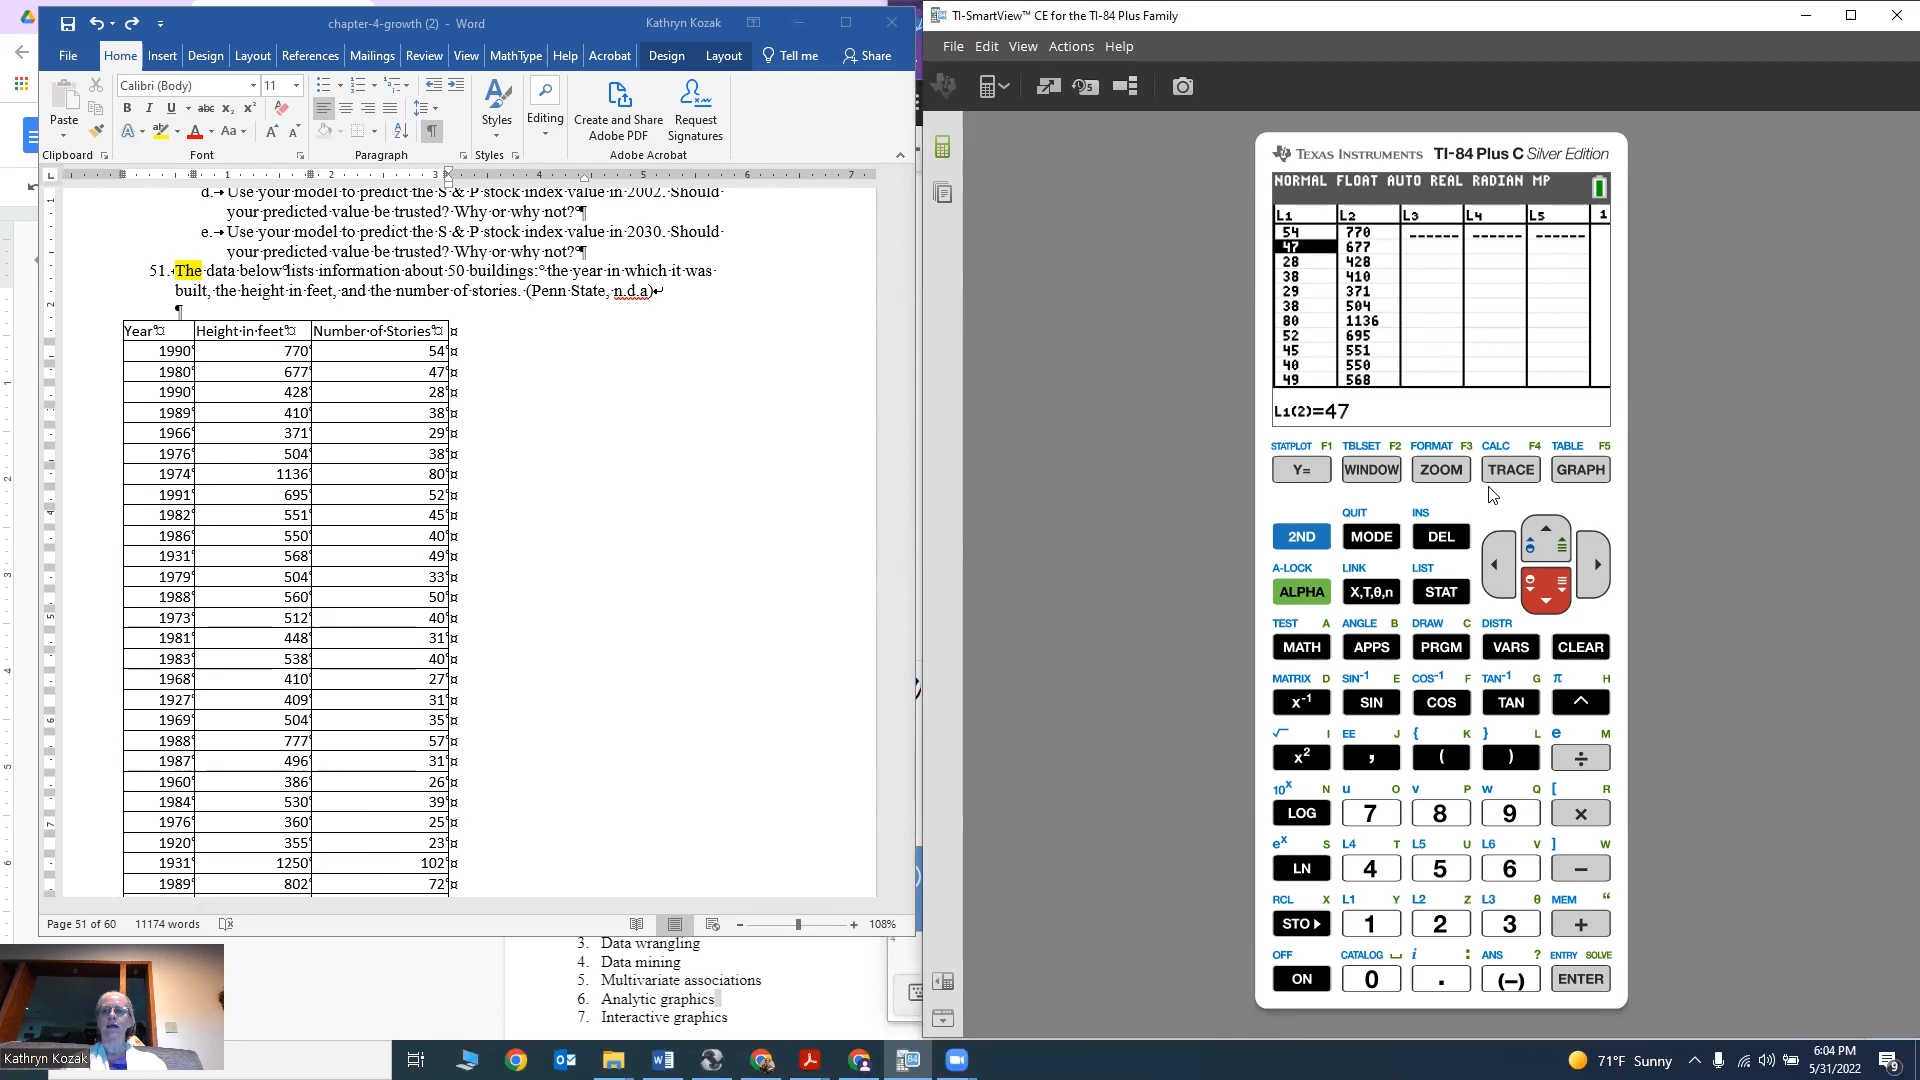 chapter-4-growth (2) - Word
Kathryn Kozak
File Home Insert Design Layout References Mailings Review View MathType Help Acrobat Design Layout Tell me Share
Calibri (Body) 11
Paste
Styles
Editing
Create and Share Adobe PDF
Request Signatures
Clipboard Font Paragraph Styles Adobe Acrobat
d. Use your model to predict the S & P stock index value in 2002. Should
your predicted value be trusted? Why or why not?
e. Use your model to predict the S & P stock index value in 2030. Should
your predicted value be trusted? Why or why not?
51. The data below lists information about 50 buildings: the year in which it was
built, the height in feet, and the number of stories. (Penn State, n.d.a)
Year Height in feet Number of Stories
1990 770 54
1980 677 47
1990 428 28
1989 410 38
1966 371 29
1976 504 38
1974 1136 80
1991 695 52
1982 551 45
1986 550 40
1931 568 49
1979 504 33
1988 560 50
1973 512 40
1981 448 31
1983 538 40
1968 410 27
1927 409 31
1969 504 35
1988 777 57
1987 496 31
1960 386 26
1984 530 39
1976 360 25
1920 355 23
1931 1250 102
1989 802 72
Page 51 of 60 11174 words 108%
3. Data wrangling
4. Data mining
5. Multivariate associations
6. Analytic graphics
7. Interactive graphics
Kathryn Kozak
TI-SmartView™ CE for the TI-84 Plus Family
File Edit View Actions Help
TEXAS INSTRUMENTS TI-84 Plus C Silver Edition
NORMAL FLOAT AUTO REAL RADIAN MP
L1 L2 L3 L4 L5 1
54 770 ------ ------ ------
47 677
28 428
38 410
29 371
38 504
80 1136
52 695
45 551
40 550
49 568
L1(2)=47
STATPLOT F1 TBLSET F2 FORMAT F3 CALC F4 TABLE F5
Y= WINDOW ZOOM TRACE GRAPH
QUIT INS
2ND MODE DEL
A-LOCK LINK LIST
ALPHA X,T,θ,n STAT
TEST A ANGLE B DRAW C DISTR
MATH APPS PRGM VARS CLEAR
MATRIX D SIN⁻¹ E COS⁻¹ F TAN⁻¹ G π H
x⁻¹ SIN COS TAN ^
√ I EE J { K } L e M
x² , ( ) ÷
10ˣ N u O v P w Q [ R
LOG 7 8 9 ×
eˣ S L4 T L5 U L6 V ] W
LN 4 5 6 −
RCL X L1 Y L2 Z L3 θ MEM “
STO 1 2 3 +
OFF CATALOG i : ANS ? ENTRY SOLVE
ON 0 . (−) ENTER
71°F Sunny
6:04 PM
5/31/2022
9